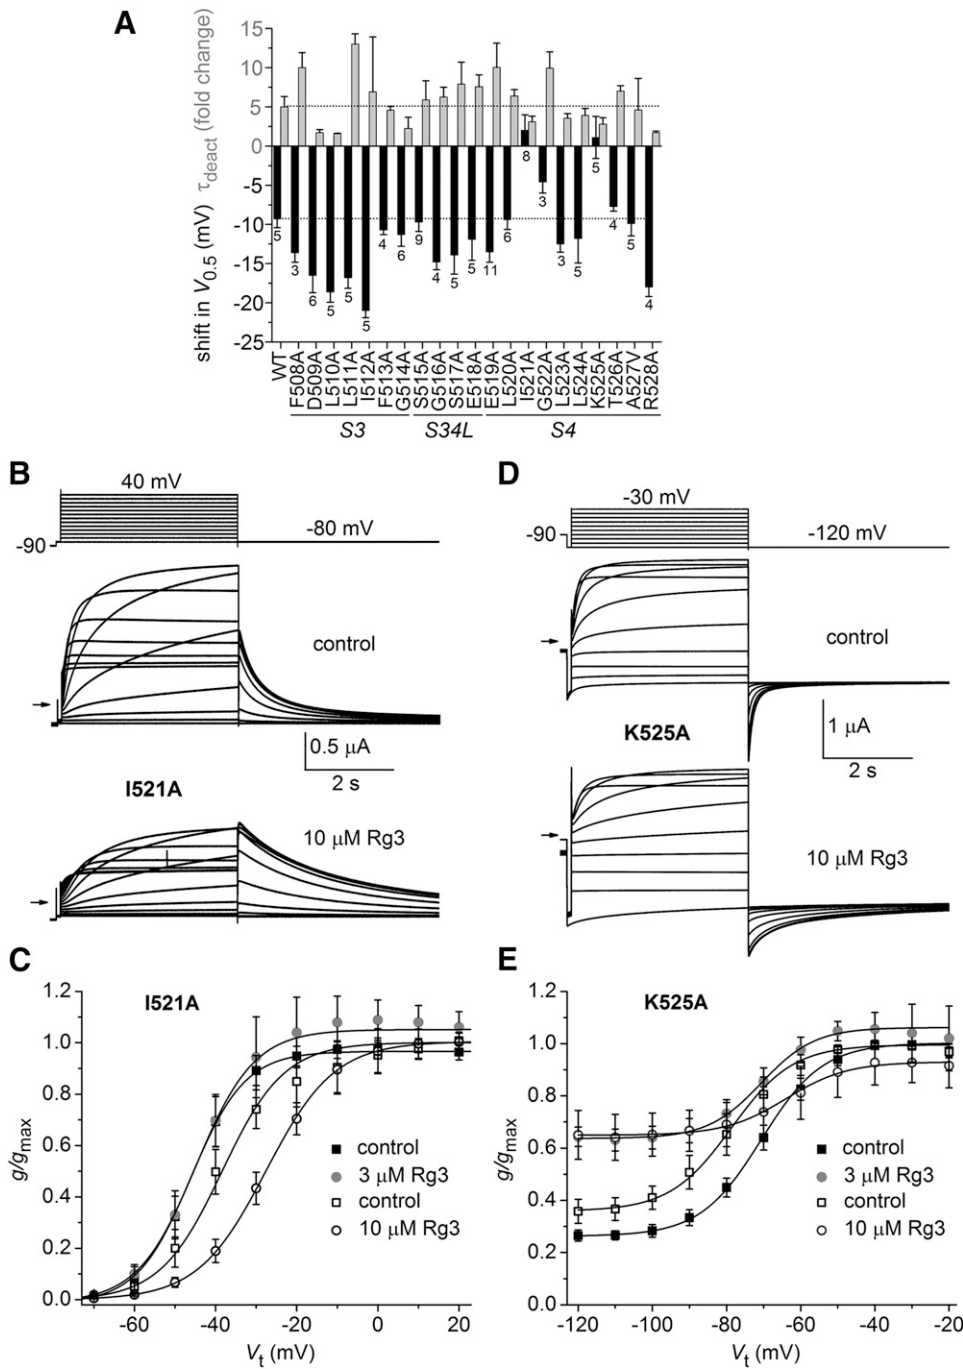 A
shift in V0.5 (mV) τdeact (fold change)
15
10
5
0
-5
-10
-15
-20
-25
5 3 6 5 5 5 4 6 9 4 5 5 11 6 8 3 3 5 5 4 5 4
WT F508A D509A L510A L511A I512A F513A G514A S515A G516A S517A E518A E519A L520A I521A G522A L523A L524A K525A T526A A527V R528A
S3 S34L S4
B
40 mV
-90
-80 mV
control
0.5 µA
2 s
I521A
10 µM Rg3
D
-30 mV
-90
-120 mV
control
K525A
1 µA
2 s
10 µM Rg3
C
I521A
g/gmax
1.2
1.0
0.8
0.6
0.4
0.2
0.0
control
3 µM Rg3
control
10 µM Rg3
-60 -40 -20 0 20
Vt (mV)
E
K525A
g/gmax
1.2
1.0
0.8
0.6
0.4
0.2
0.0
control
3 µM Rg3
control
10 µM Rg3
-120 -100 -80 -60 -40 -20
Vt (mV)